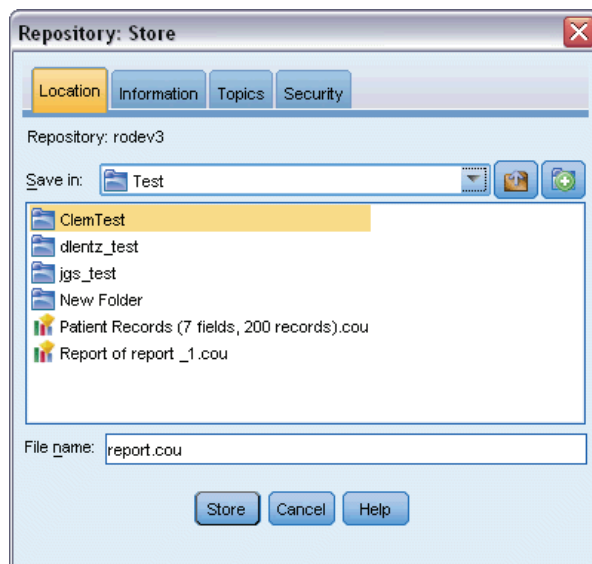 Repository: Store
Location Information Topics Security
Repository: rodev3
Save in: Test
ClemTest
dlentz_test
jgs_test
New Folder
Patient Records (7 fields, 200 records).cou
Report of report _1.cou
File name: report.cou
Store Cancel Help